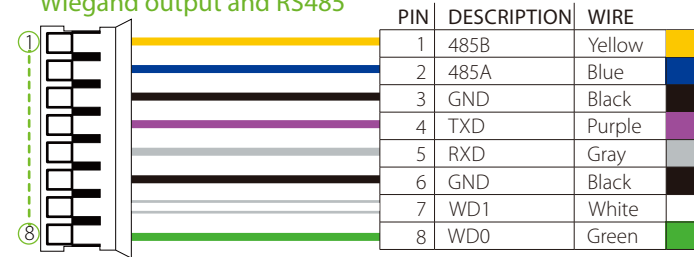 Wiegand output and RS485
PIN DESCRIPTION WIRE
1 485B Yellow
2 485A Blue
3 GND Black
4 TXD Purple
5 RXD Gray
6 GND Black
7 WD1 White
8 WD0 Green
1
8